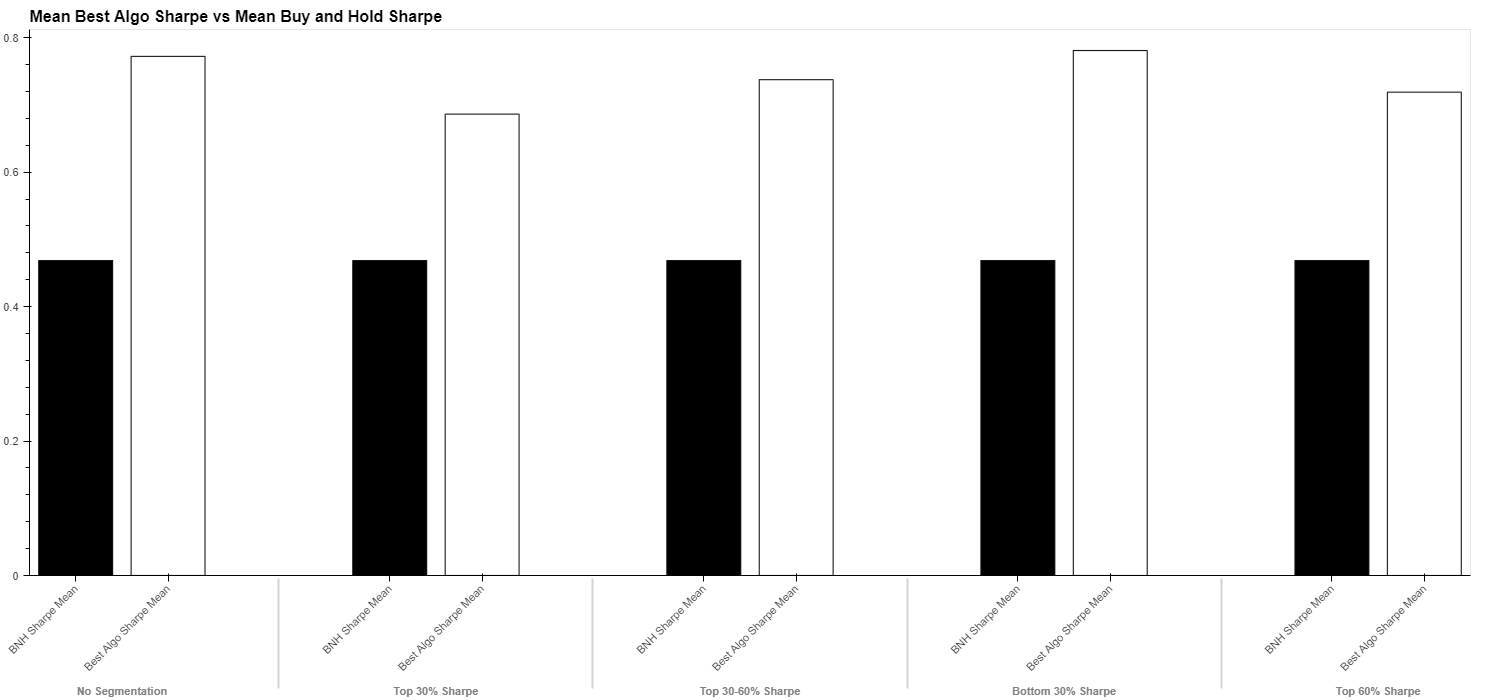 Mean Best Algo Sharpe vs Mean Buy and Hold Sharpe
0.8
0.6
0.4
0.2
0
BNH Sharpe Mean
Best Algo Sharpe Mean
BNH Sharpe Mean
Best Algo Sharpe Mean
BNH Sharpe Mean
Best Algo Sharpe Mean
BNH Sharpe Mean
Best Algo Sharpe Mean
BNH Sharpe Mean
Best Algo Sharpe Mean
No Segmentation
Top 30% Sharpe
Top 30-60% Sharpe
Bottom 30% Sharpe
Top 60% Sharpe